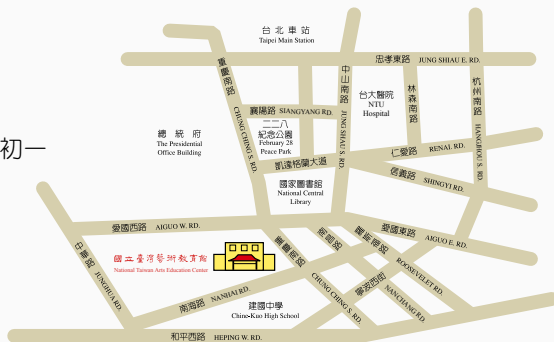 台北車站
Taipei Main Station
忠孝東路 JUNG SHIAU E. RD.
重慶南路
CHUNG CHING S. RD.
中山南路
JUNG SHAU S. RD.
台大醫院
NTU
Hospital
林森南路
杭州南路
HANGHOU S. RD.
襄陽路 SIANGYANG RD.
二二八
紀念公園
February 28
Peace Park
總統府
The Presidential
Office Building
初一
凱達格蘭大道
仁愛路 RENAI. RD.
信義路 SHINGYI RD.
國家圖書館
National Central
Library
愛國西路 AIGUO W. RD.
愛國東路 AIGUO E. RD.
中華路 JUNGHUA RD.
國立臺灣藝術教育館
National Taiwan Arts Education Center
重慶南路
CHUNG CHING S. RD.
南昌路
NANCHANG RD.
羅斯福路
ROOSEVELET RD.
寧波西街
南海路 NANHAI RD.
建國中學
Chine-Kuo High School
和平西路 HEPING W. RD.